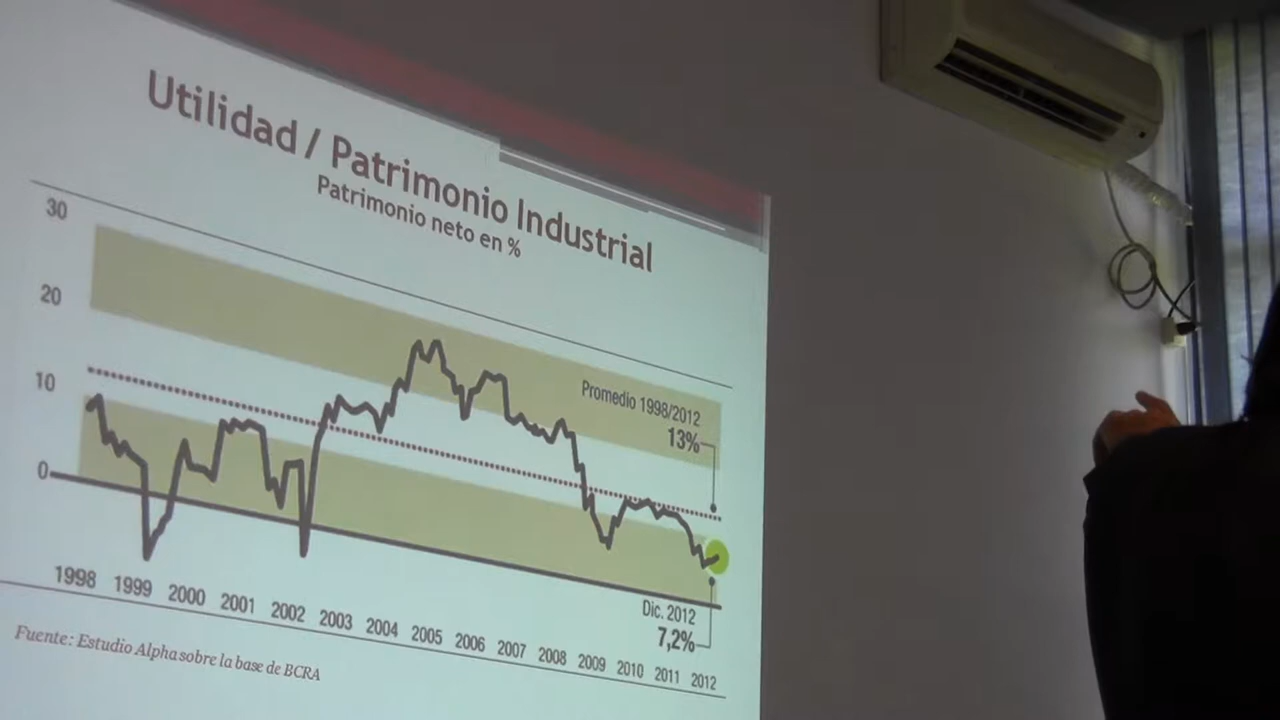 Utilidad / Patrimonio Industrial
Patrimonio neto en %
30
20
10
0
Promedio 1998/2012
13%
Dic. 2012
7,2%
1998 1999 2000 2001 2002 2003 2004 2005 2006 2007 2008 2009 2010 2011 2012
Fuente: Estudio Alpha sobre la base de BCRA